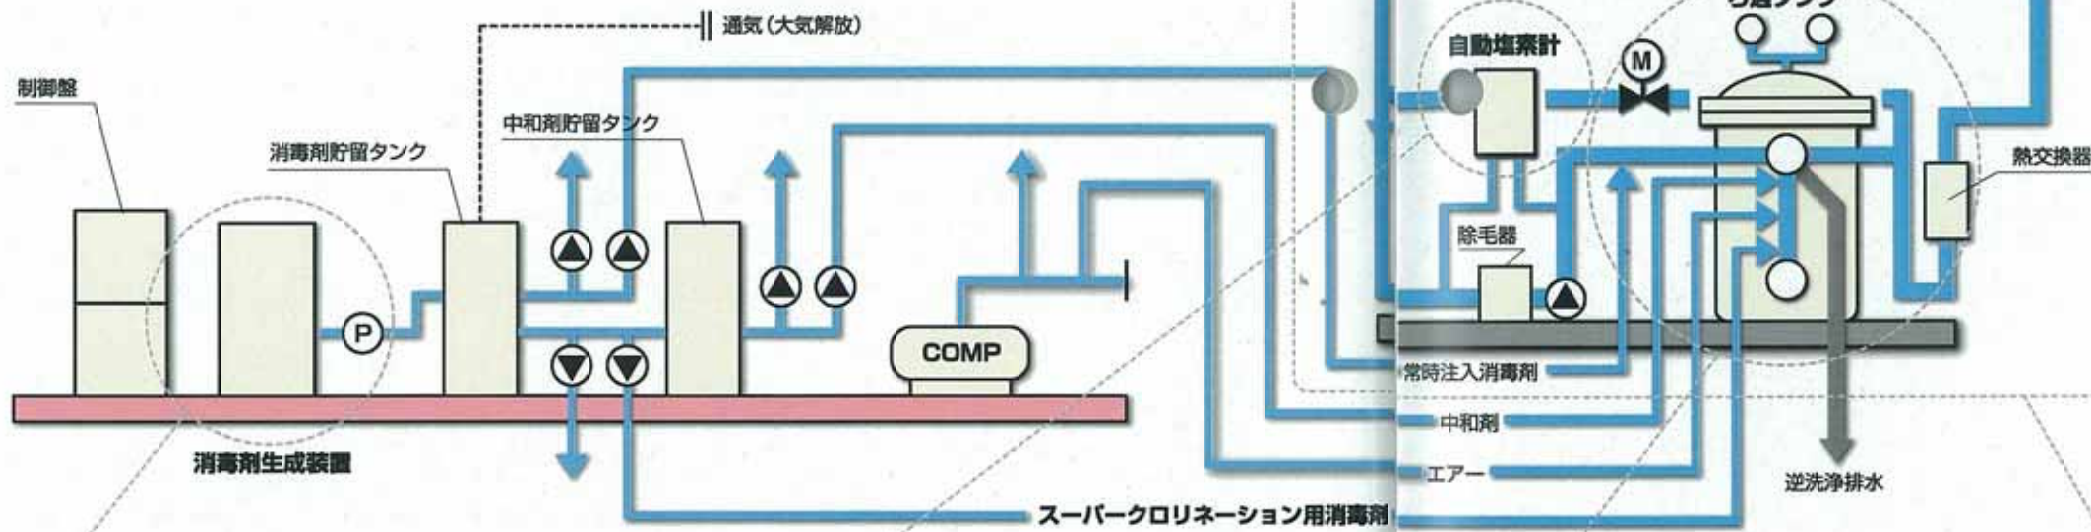 通気(大気解放)
制御盤
消毒剤貯留タンク
中和剤貯留タンク
P
消毒剤生成装置
COMP
スーパークロリネーション用消毒剤
自動塩素計
M
熱交換器
除毛器
常時注入消毒剤
中和剤
エアー
逆洗浄排水